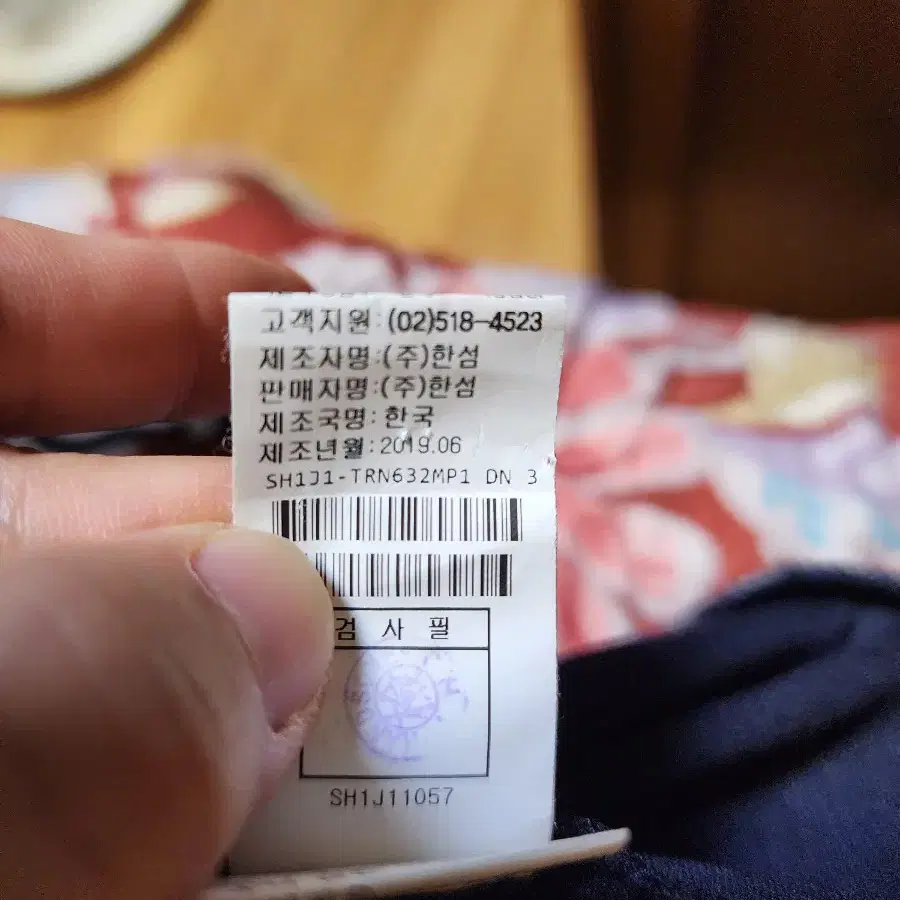 고객지원:(02)518-4523
제조자명:(주)한섬
판매자명:(주)한섬
제조국명:한국
제조년월:2019.06
SH1J1-TRN632MP1 DN 3
검 사 필
SH1J11057